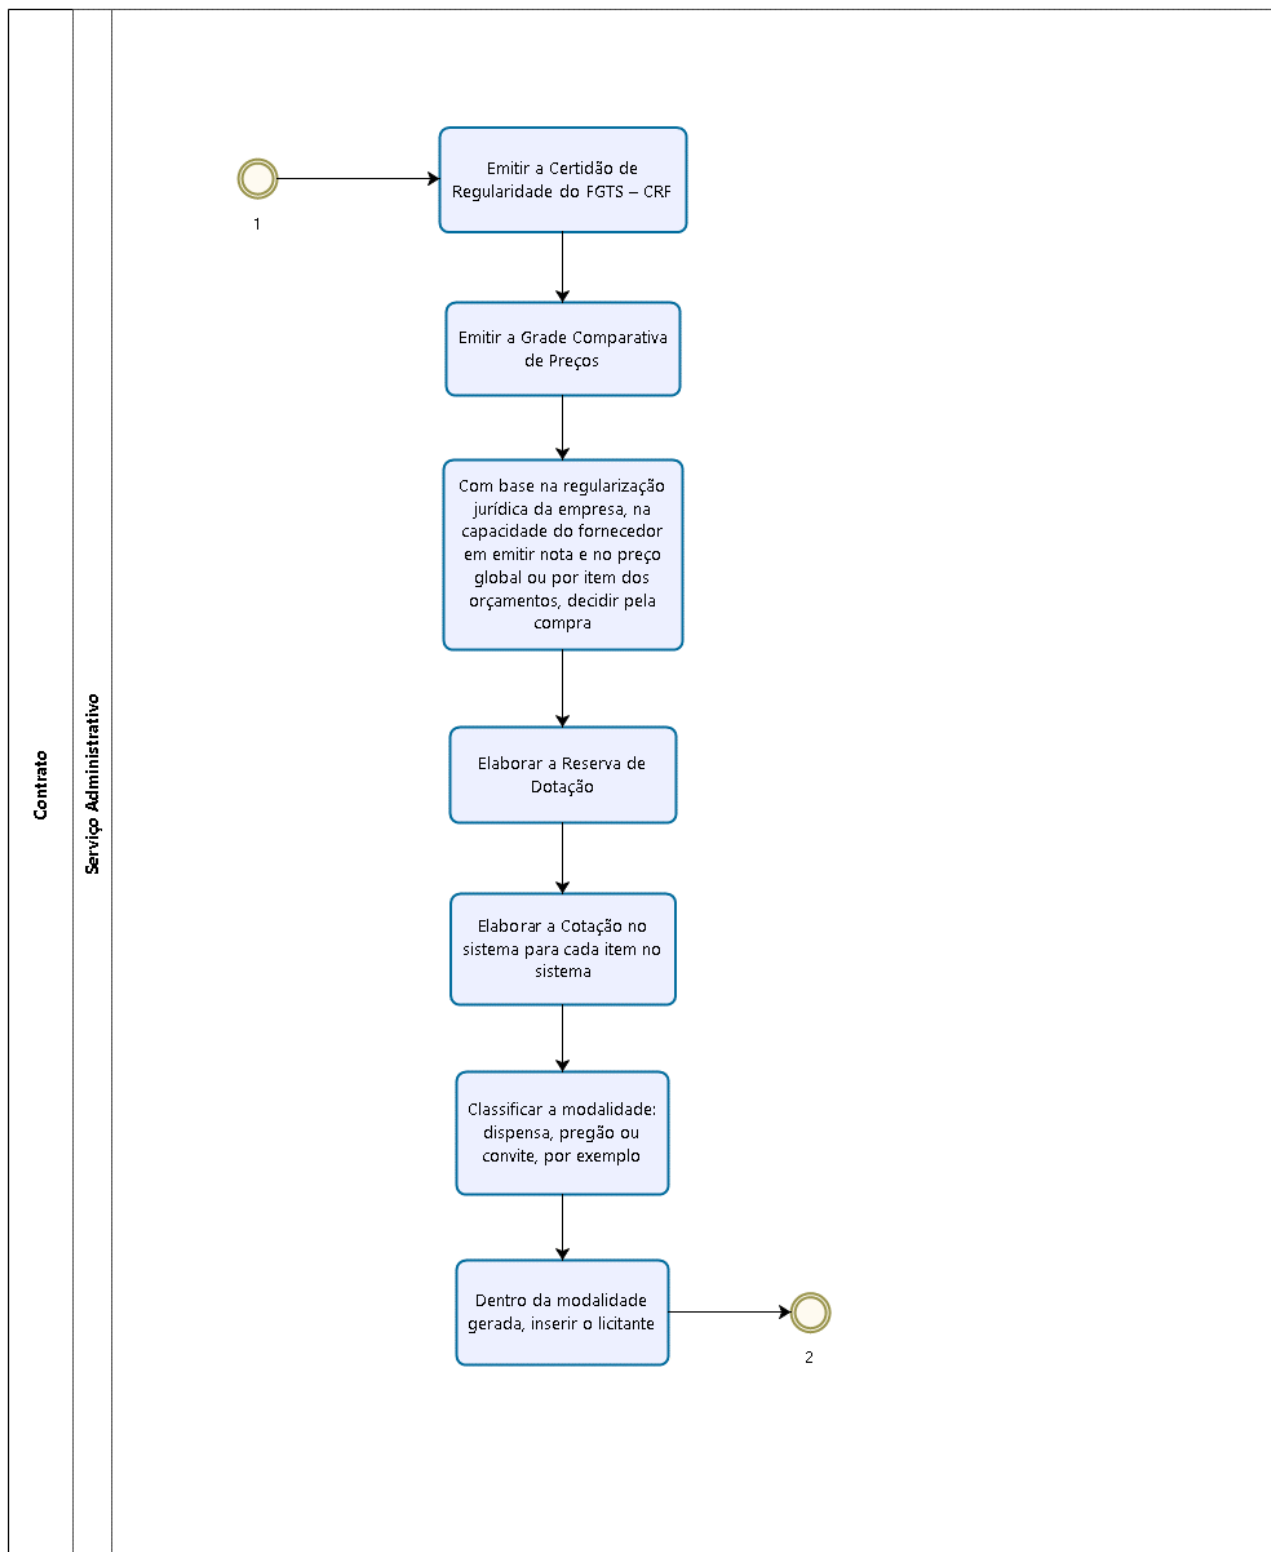 Contrato
Serviço Administrativo
1
Emitir a Certidão de
Regularidade do FGTS – CRF
Emitir a Grade Comparativa
de Preços
Com base na regularização
jurídica da empresa, na
capacidade do fornecedor
em emitir nota e no preço
global ou por item dos
orçamentos, decidir pela
compra
Elaborar a Reserva de
Dotação
Elaborar a Cotação no
sistema para cada item no
sistema
Classificar a modalidade:
dispensa, pregão ou
convite, por exemplo
Dentro da modalidade
gerada, inserir o licitante
2